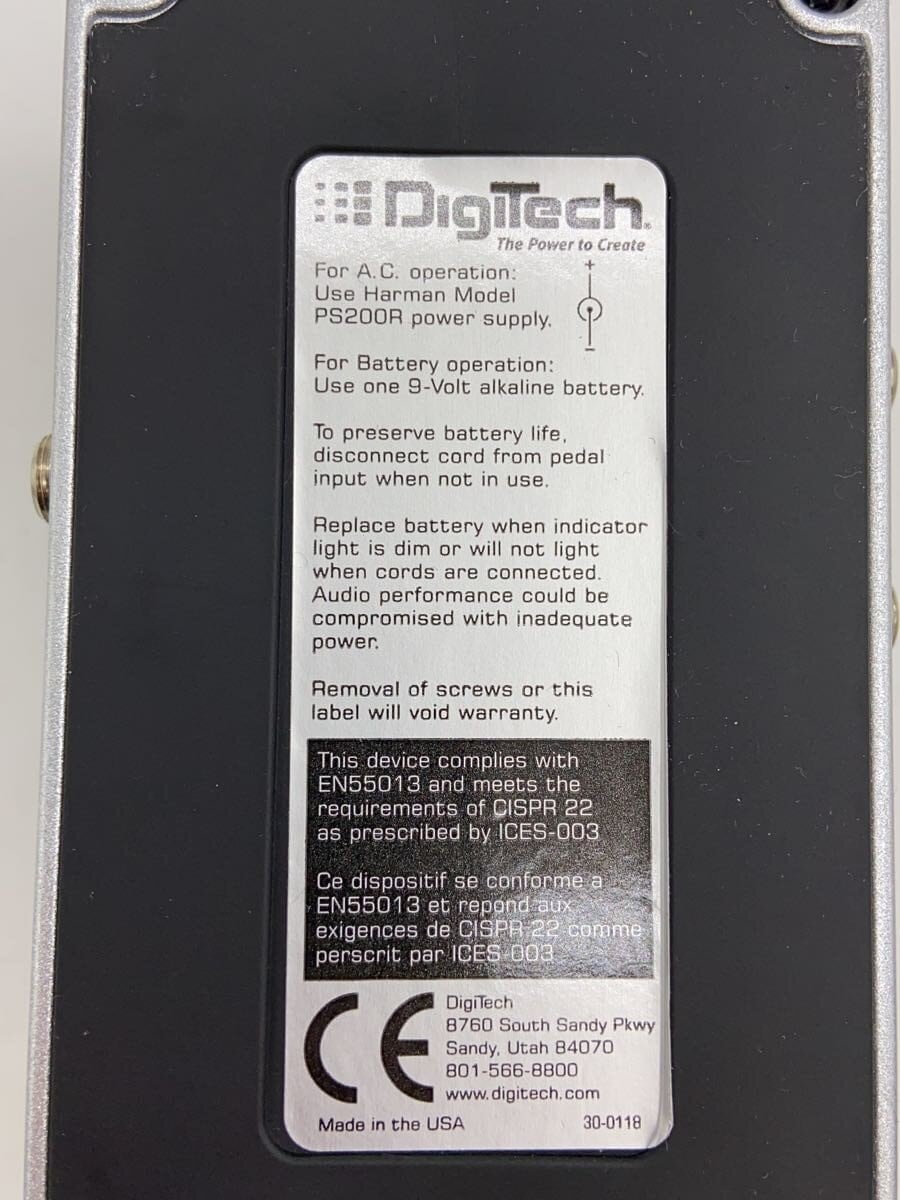 DigiTech®
The Power to Create
For A.C. operation:
Use Harman Model
PS200R power supply.
+
-
For Battery operation:
Use one 9-Volt alkaline battery.
To preserve battery life,
disconnect cord from pedal
input when not in use.
Replace battery when indicator
light is dim or will not light
when cords are connected.
Audio performance could be
compromised with inadequate
power.
Removal of screws or this
label will void warranty.
This device complies with
EN55013 and meets the
requirements of CISPR 22
as prescribed by ICES-003
Ce dispositif se conforme a
EN55013 et repond aux
exigences de CISPR 22 comme
perscrit par ICES-003
CE
DigiTech
8760 South Sandy Pkwy
Sandy, Utah 84070
801-566-8800
www.digitech.com
Made in the USA
30-0118